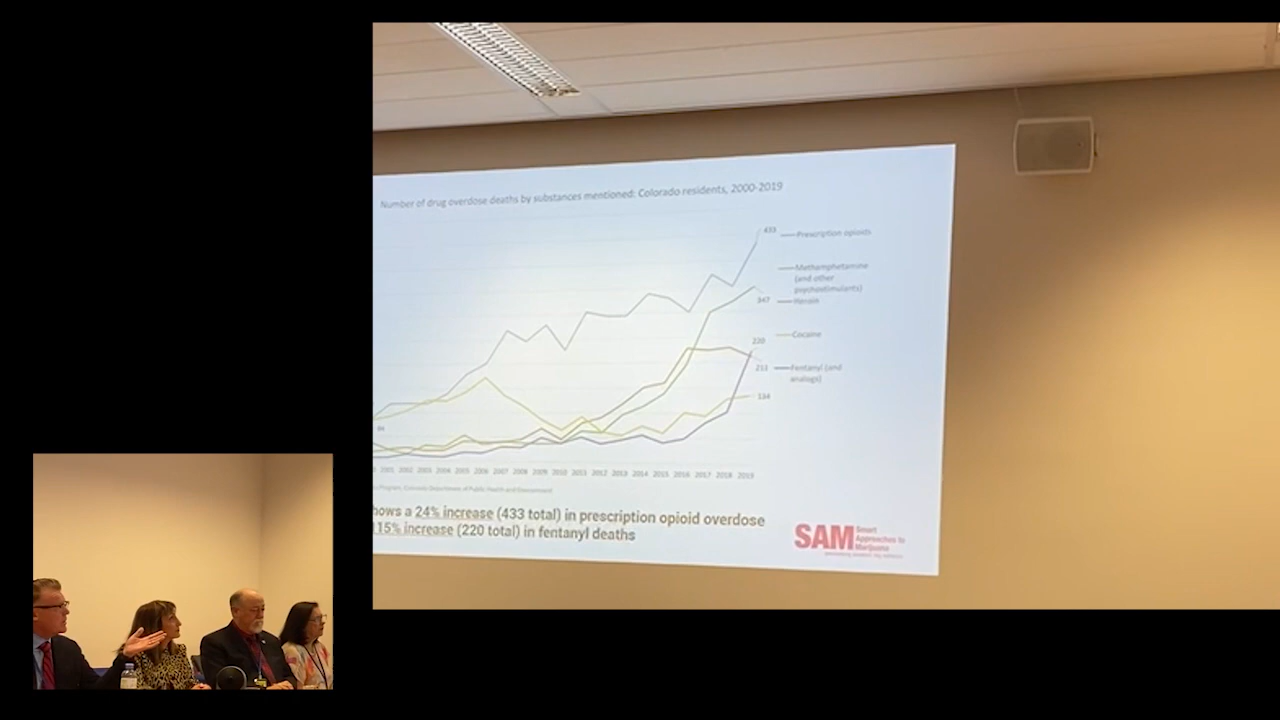 Number of drug overdose deaths by substances mentioned: Colorado residents, 2000-2019
433
Prescription opioids
Methamphetamine
(and other
psychostimulants)
347
Heroin
Cocaine
220
211
Fentanyl (and
analogs)
134
84
2001 2002 2003 2004 2005 2006 2007 2008 2009 2010 2011 2012 2013 2014 2015 2016 2017 2018 2019
Program, Colorado Department of Public Health and Environment
hows a 24% increase (433 total) in prescription opioid overdose
115% increase (220 total) in fentanyl deaths
SAM
Smart
Approaches to
Marijuana